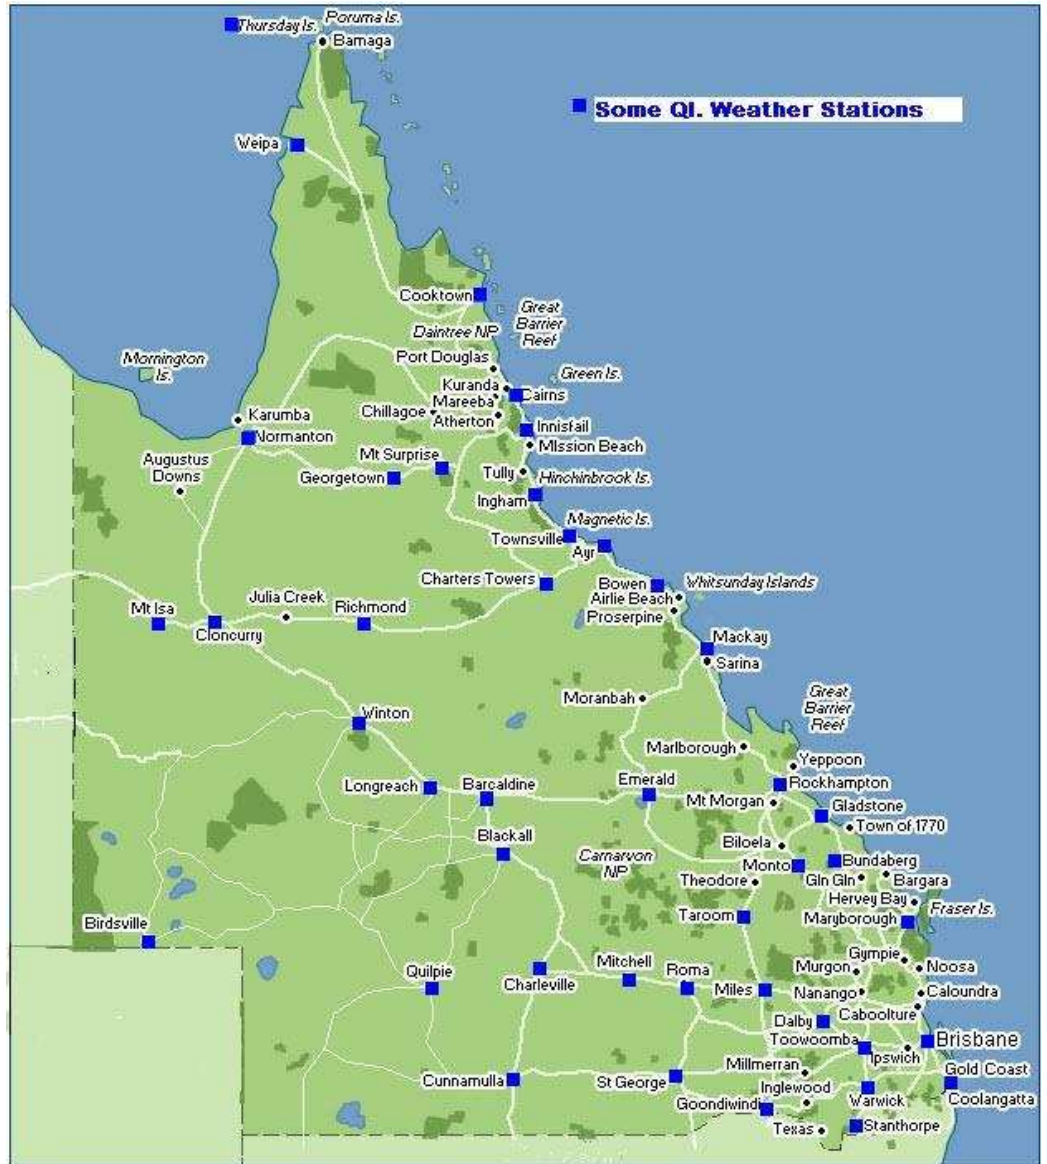 Thursday Is.
Poruma Is.
Bamaga
Some Ql. Weather Stations
Weipa
Cooktown
Great
Barrier
Reef
Daintree NP
Mornington
Is.
Port Douglas
Green Is.
Kuranda
Cairns
Mareeba
Karumba
Chillagoe
Atherton
Normanton
Innisfail
Mission Beach
Mt Surprise
Augustus
Downs
Georgetown
Tully
Hinchinbrook Is.
Ingham
Magnetic Is.
Townsville
Ayr
Charters Towers
Bowen
Whitsunday Islands
Airlie Beach
Julia Creek
Mt Isa
Richmond
Proserpine
Cloncurry
Mackay
Sarina
Moranbah
Great
Barrier
Reef
Winton
Marlborough
Yeppoon
Longreach
Barcaldine
Emerald
Rockhampton
Mt Morgan
Gladstone
Town of 1770
Blackall
Biloela
Carnarvon
NP
Monto
Bundaberg
Theodore
Gin Gin
Bargara
Hervey Bay
Fraser Is.
Birdsville
Taroom
Maryborough
Gympie
Quilpie
Mitchell
Roma
Murgon
Noosa
Charleville
Miles
Nanango
Caloundra
Caboolture
Dalby
Toowoomba
Brisbane
Ipswich
Millmerran
Gold Coast
Cunnamulla
St George
Inglewood
Warwick
Coolangatta
Goondiwindi
Texas
Stanthorpe